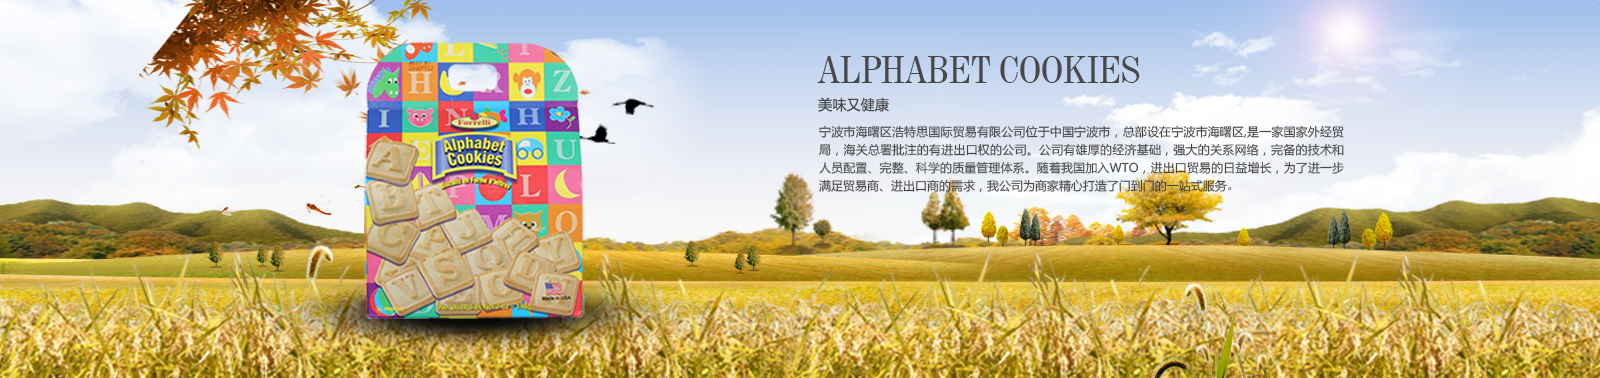 ALPHABET COOKIES
美味又健康
宁波市海曙区浩特思国际贸易有限公司位于中国宁波市，总部设在宁波市海曙区,是一家国家外经贸
局，海关总署批注的有进出口权的公司。公司有雄厚的经济基础，强大的关系网络，完备的技术和
人员配置、完整、科学的质量管理体系。随着我国加入WTO，进出口贸易的日益增长，为了进一步
满足贸易商、进出口商的需求，我公司为商家精心打造了门到门的一站式服务。
Forrelli
Alphabet
Cookies
Made in USA